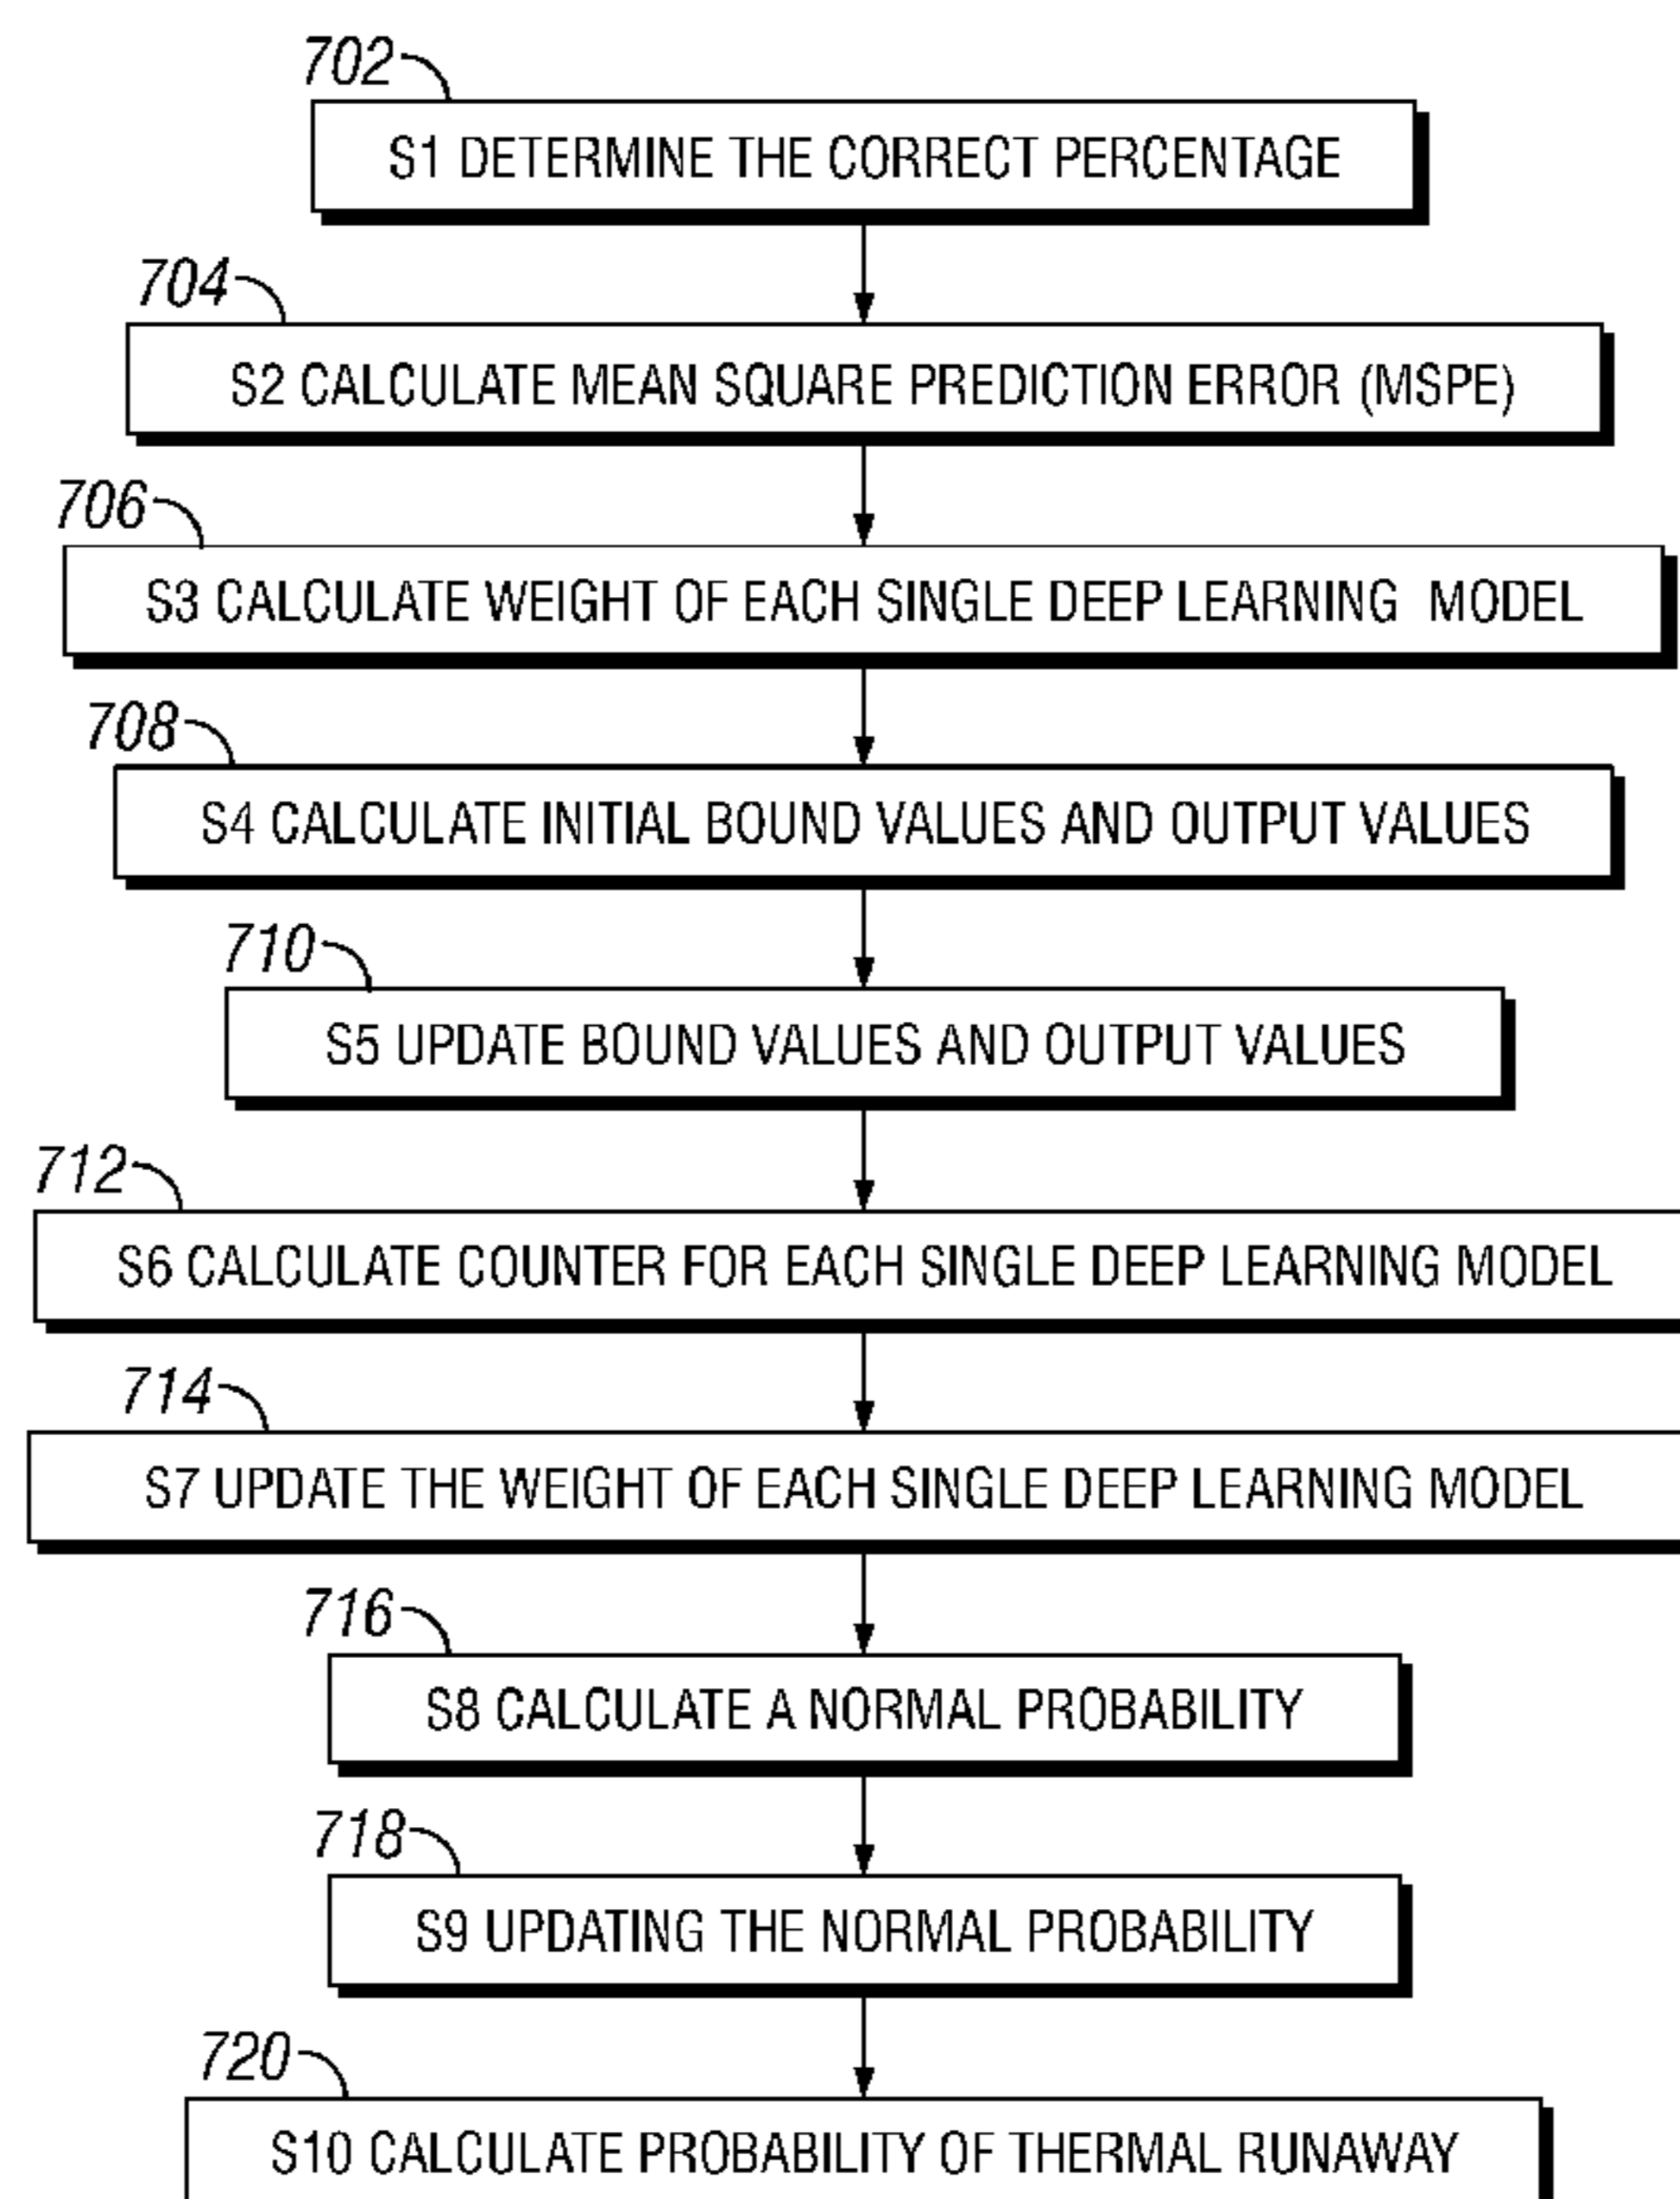 702
S1 DETERMINE THE CORRECT PERCENTAGE
704
S2 CALCULATE MEAN SQUARE PREDICTION ERROR (MSPE)
706
S3 CALCULATE WEIGHT OF EACH SINGLE DEEP LEARNING MODEL
708
S4 CALCULATE INITIAL BOUND VALUES AND OUTPUT VALUES
710
S5 UPDATE BOUND VALUES AND OUTPUT VALUES
712
S6 CALCULATE COUNTER FOR EACH SINGLE DEEP LEARNING MODEL
714
S7 UPDATE THE WEIGHT OF EACH SINGLE DEEP LEARNING MODEL
716
S8 CALCULATE A NORMAL PROBABILITY
718
S9 UPDATING THE NORMAL PROBABILITY
720
S10 CALCULATE PROBABILITY OF THERMAL RUNAWAY